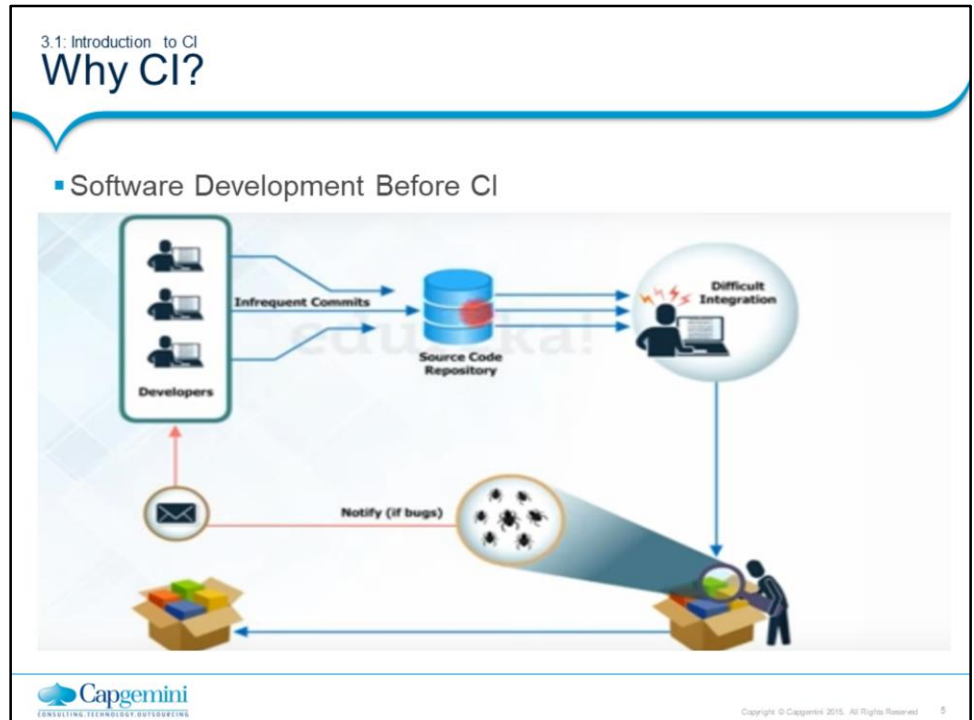 3.1: Introduction to CI
Why CI?
▪ Software Development Before CI
Infrequent Commits
Source Code
Repository
Difficult
Integration
Developers
Notify (if bugs)
Capgemini
CONSULTING.TECHNOLOGY.OUTSOURCING
Copyright © Capgemini 2015. All Rights Reserved 5